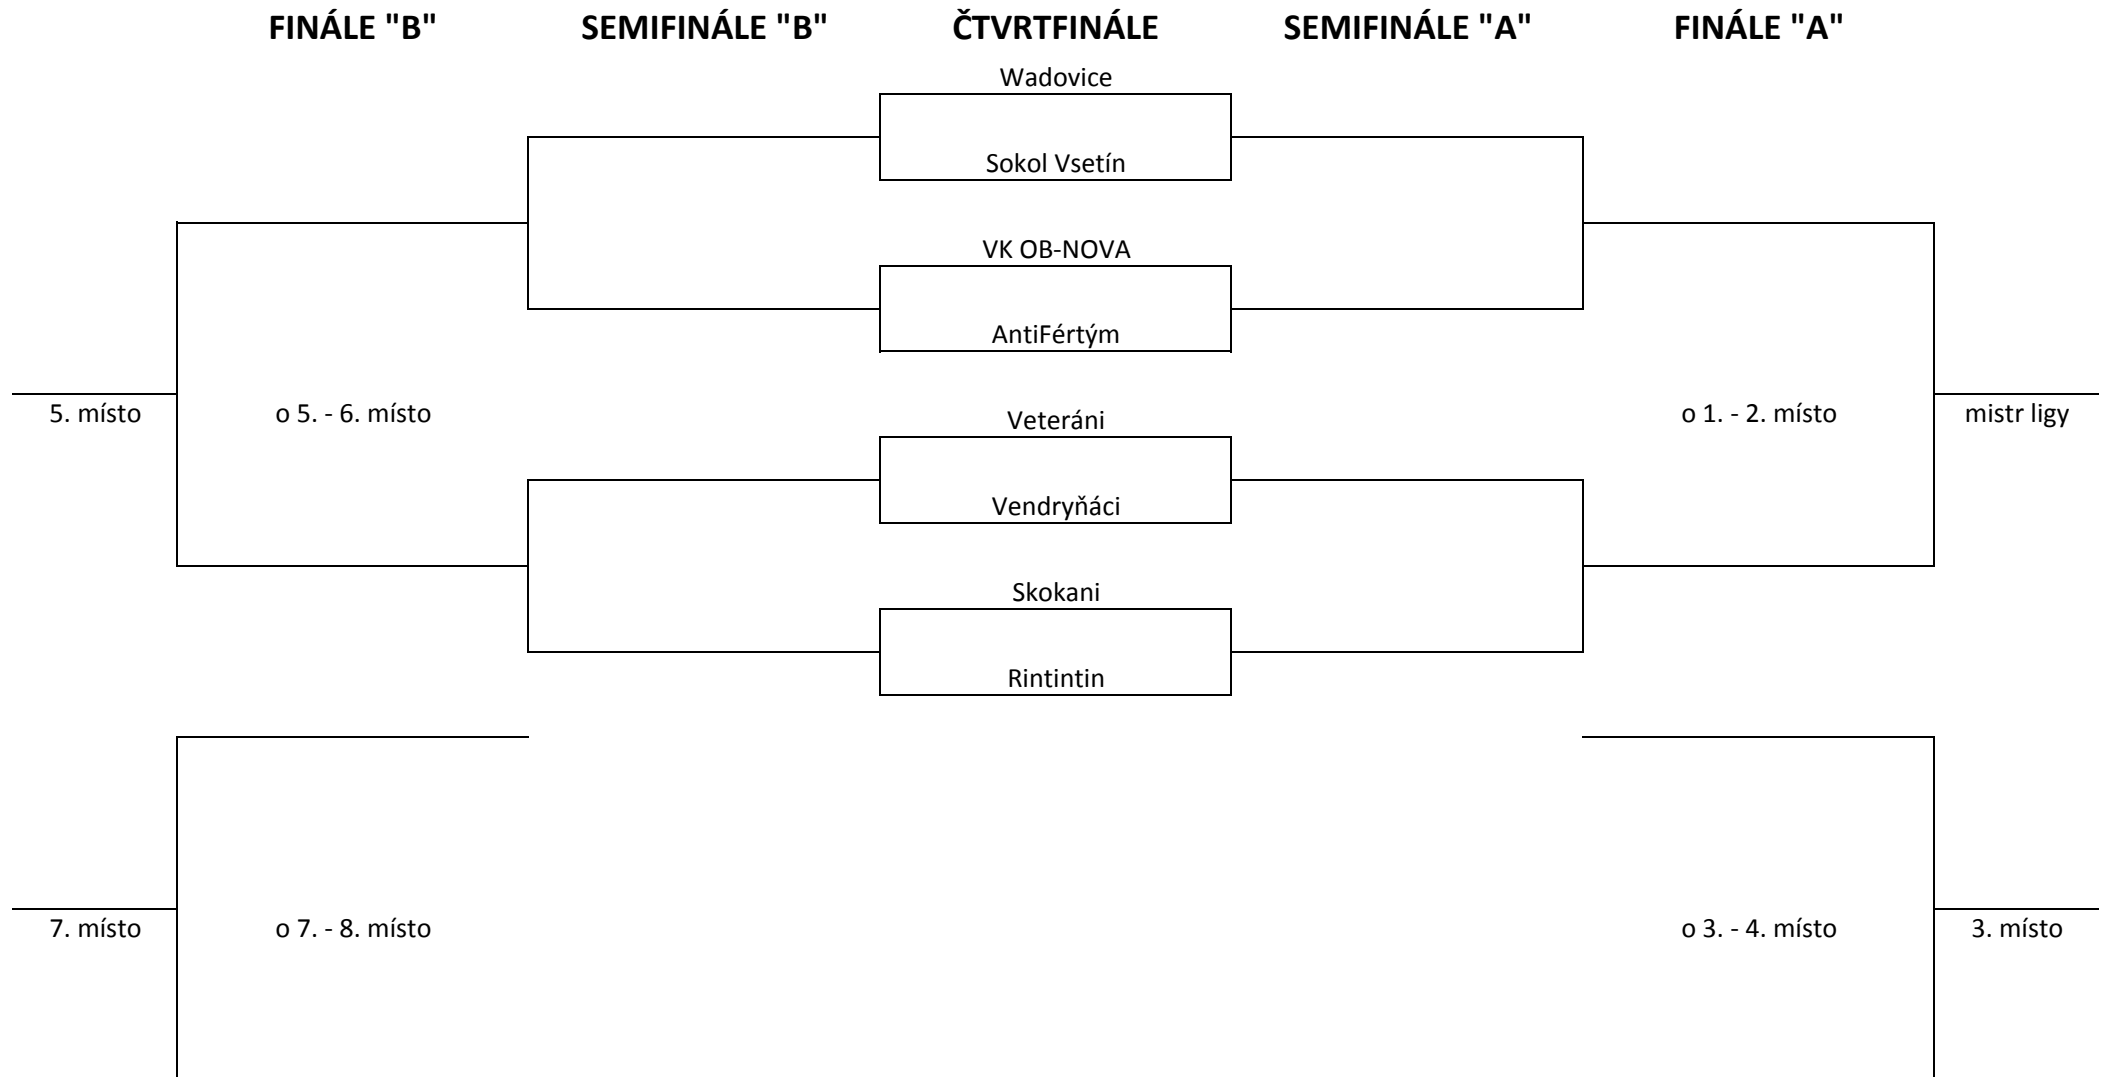 FINÁLE "B" SEMIFINÁLE "B" ČTVRTFINÁLE SEMIFINÁLE "A" FINÁLE "A"
Wadovice
Sokol Vsetín
VK OB-NOVA
AntiFértým
5. místo o 5. - 6. místo Veteráni o 1. - 2. místo mistr ligy
Vendryňáci
Skokani
Rintintin
7. místo o 7. - 8. místo o 3. - 4. místo 3. místo